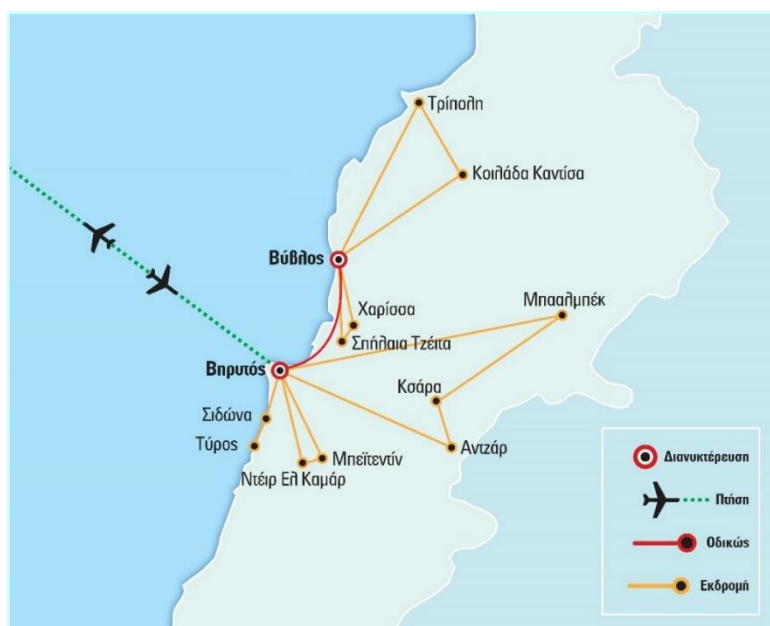 Τρίπολη
Κοιλάδα Καντίσα
Βύβλος
Μπααλμπέκ
Χαρίσσα
Σπήλαια Τζέιτα
Βηρυτός
Κσάρα
Σιδώνα
Τύρος
Μπεϊτεντίν
Αντζάρ
Ντέιρ Ελ Καμάρ
Διανυκτέρευση
Πτήση
Οδικώς
Εκδρομή